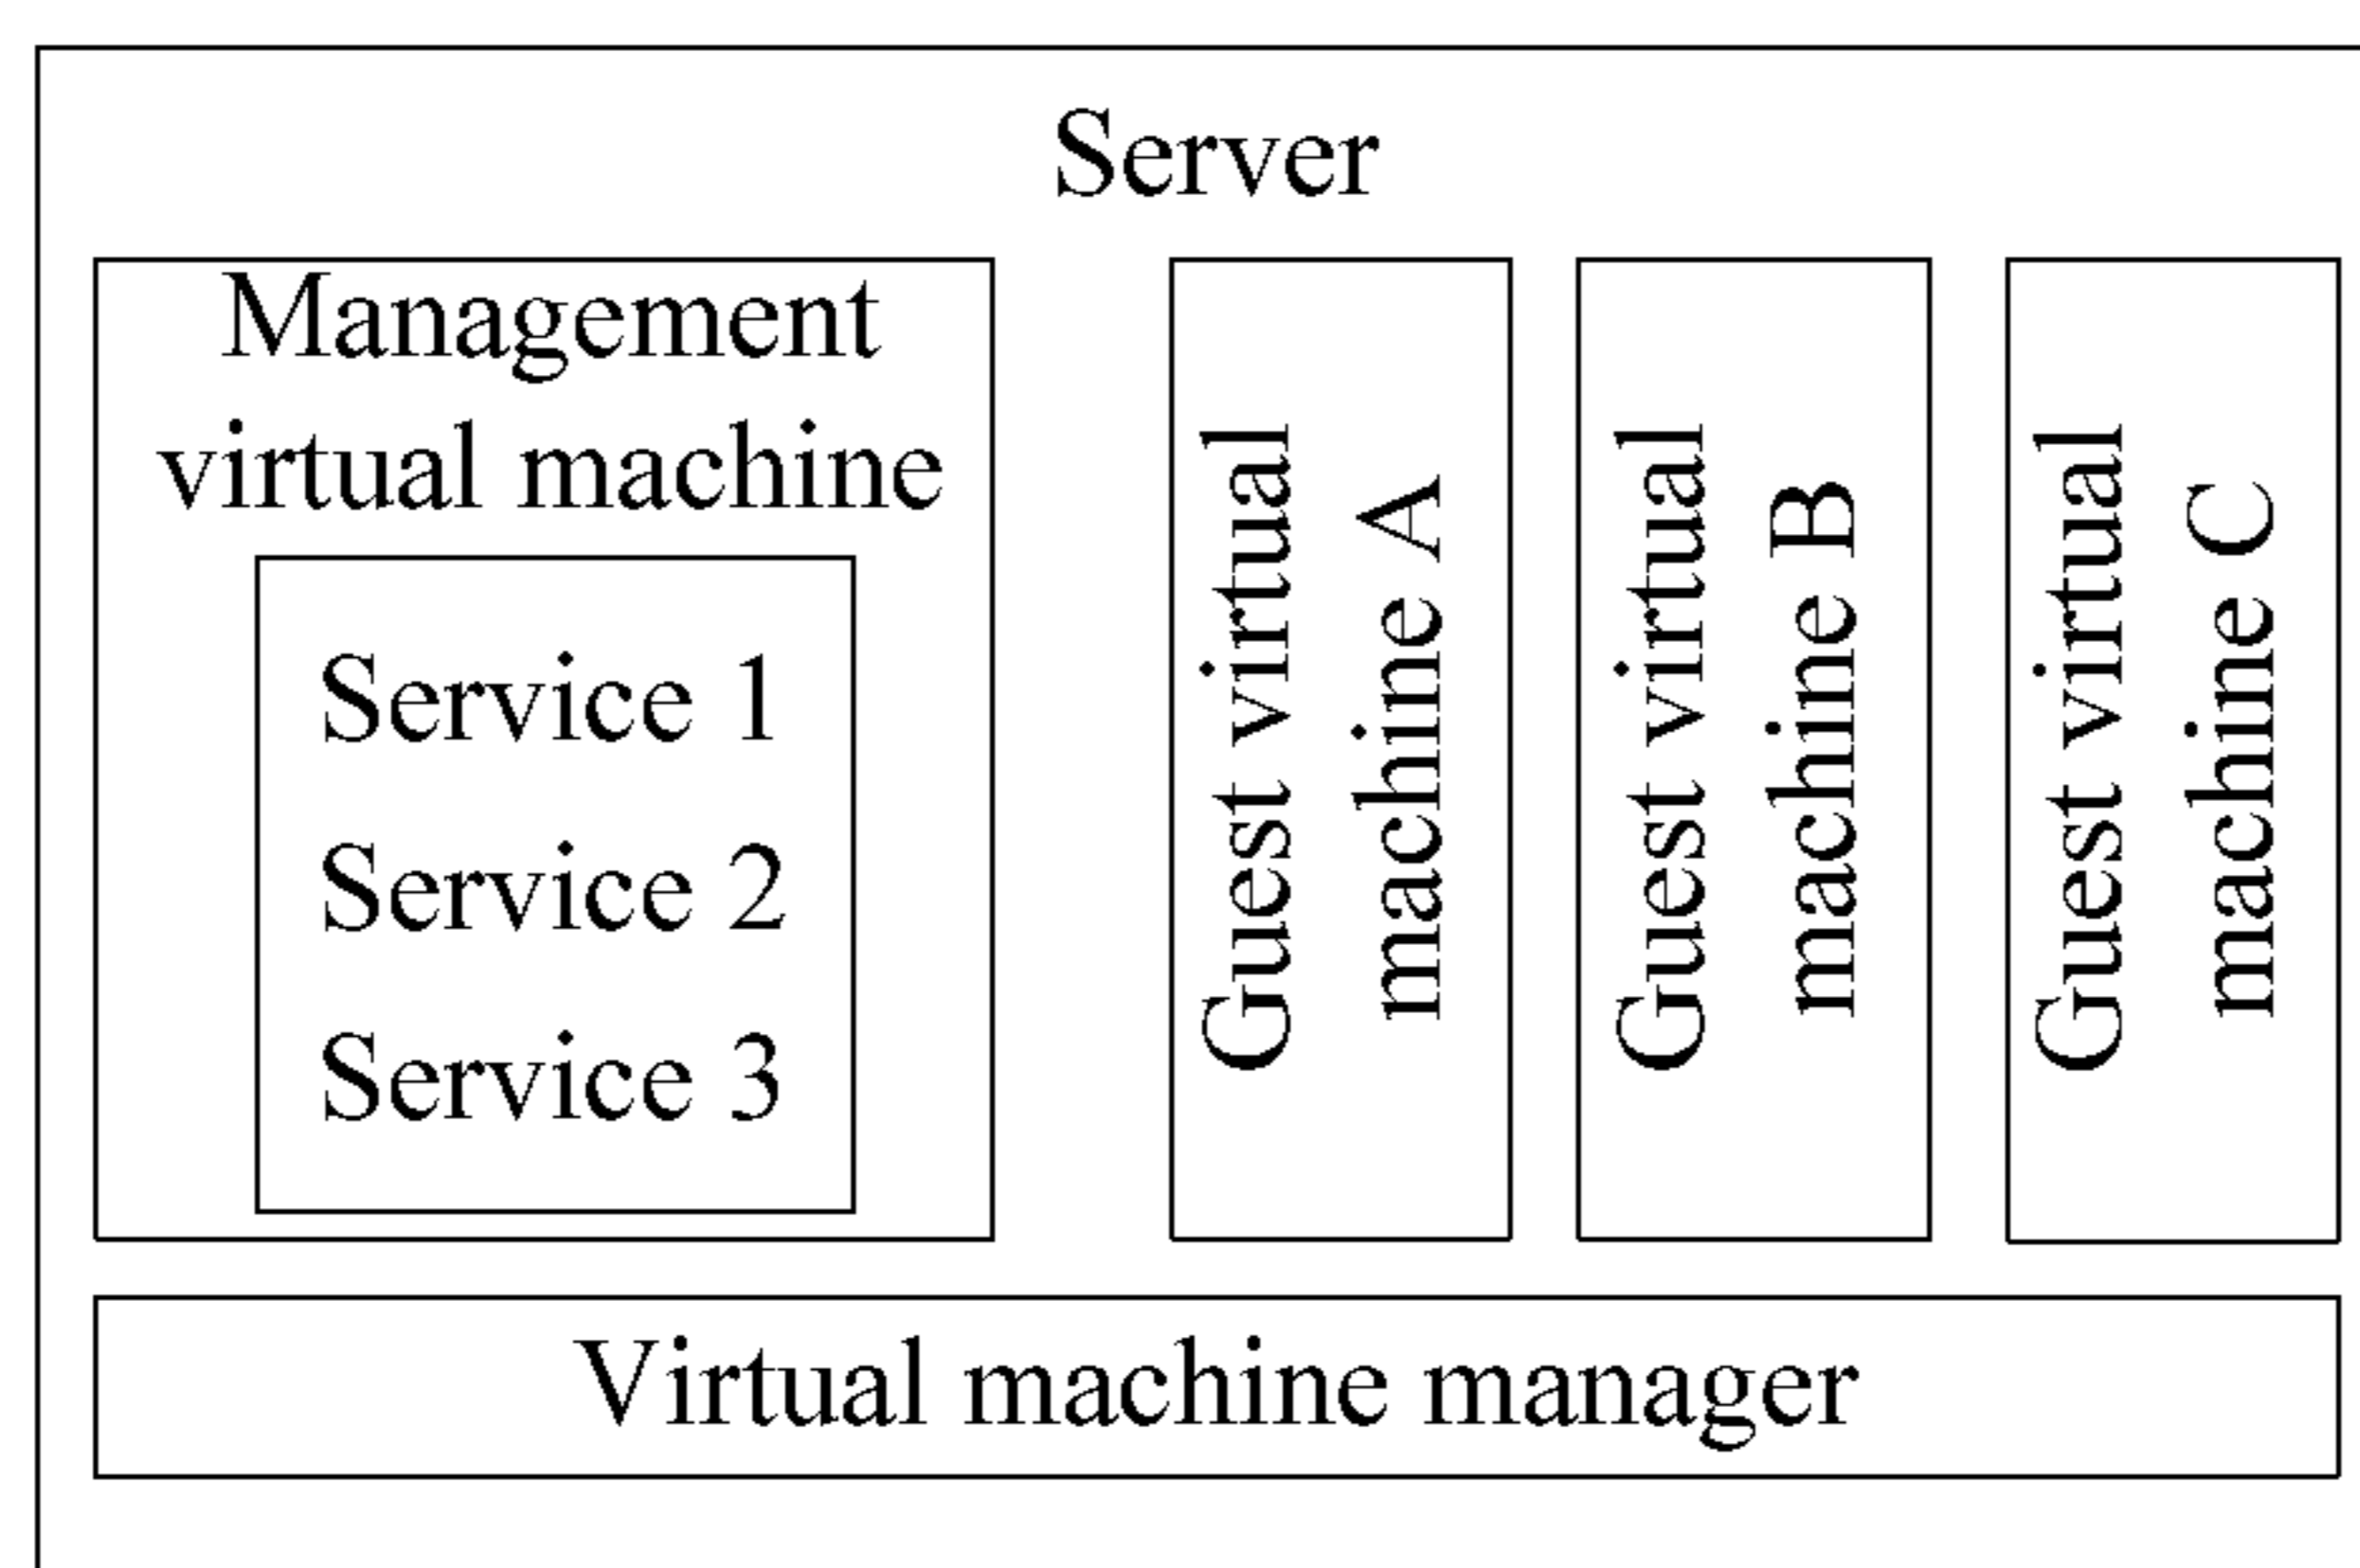 Server
Management
virtual machine
Service 1
Service 2
Service 3
Guest virtual
machine A
Guest virtual
machine B
Guest virtual
machine C
Virtual machine manager